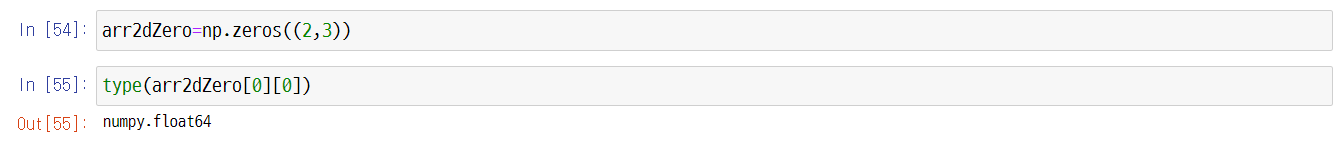 In [54]: arr2dZero=np.zeros((2,3))
In [55]: type(arr2dZero[0][0])
Out[55]: numpy.float64